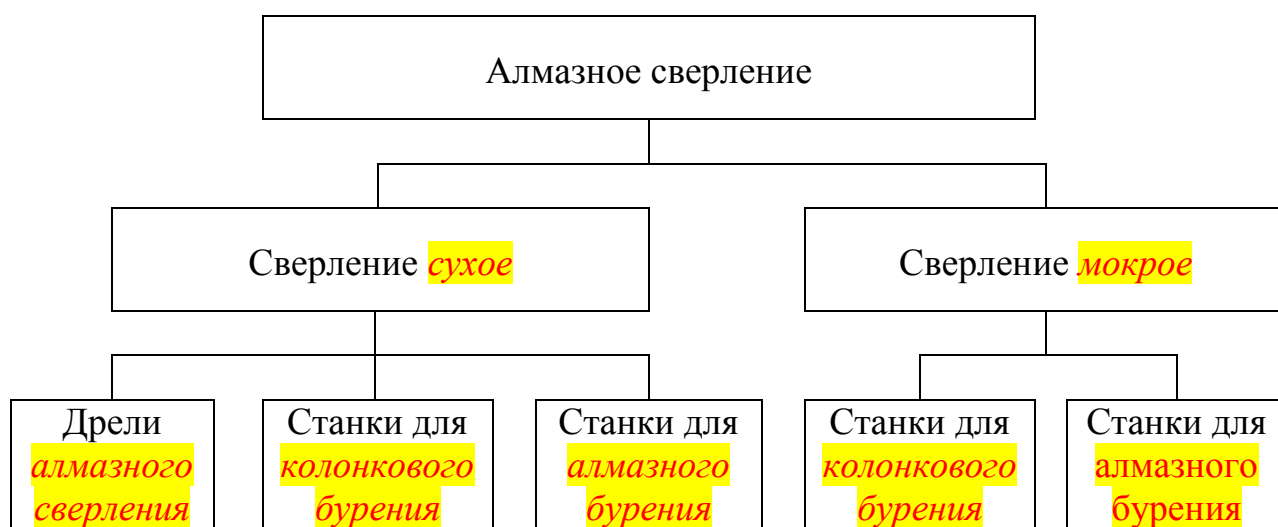 Алмазное сверление
Сверление сухое
Сверление мокрое
Дрели
алмазного
сверления
Станки для
колонкового
бурения
Станки для
алмазного
бурения
Станки для
колонкового
бурения
Станки для
алмазного
бурения